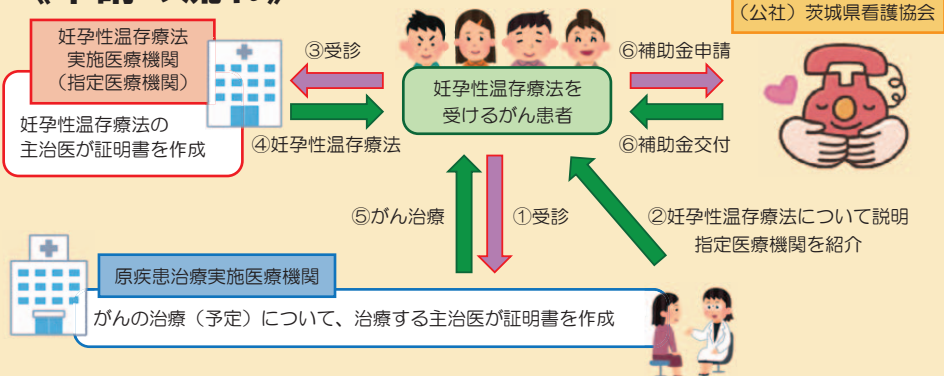 （公社）茨城県看護協会
妊孕性温存療法
実施医療機関
（指定医療機関）
妊孕性温存療法の
主治医が証明書を作成
③受診
④妊孕性温存療法
妊孕性温存療法を
受けるがん患者
⑥補助金申請
⑥補助金交付
⑤がん治療
①受診
②妊孕性温存療法について説明
指定医療機関を紹介
原疾患治療実施医療機関
がんの治療（予定）について、治療する主治医が証明書を作成